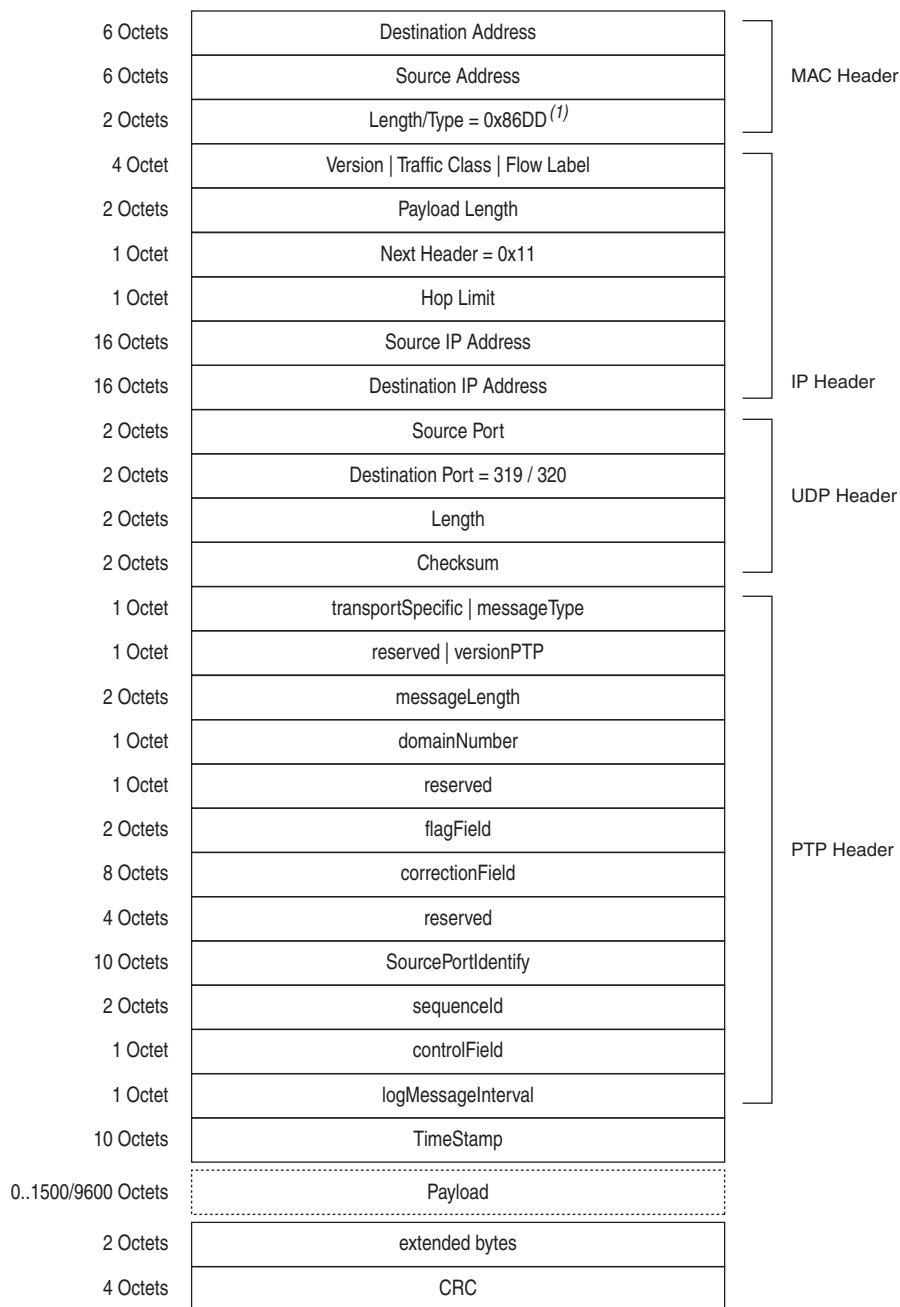 6 Octets Destination Address
6 Octets Source Address
MAC Header
2 Octets Length/Type = 0x86DD(1)
4 Octet Version | Traffic Class | Flow Label
2 Octets Payload Length
1 Octet Next Header = 0x11
1 Octet Hop Limit
16 Octets Source IP Address
16 Octets Destination IP Address
IP Header
2 Octets Source Port
2 Octets Destination Port = 319 / 320
UDP Header
2 Octets Length
2 Octets Checksum
1 Octet transportSpecific | messageType
1 Octet reserved | versionPTP
2 Octets messageLength
1 Octet domainNumber
1 Octet reserved
2 Octets flagField
PTP Header
8 Octets correctionField
4 Octets reserved
10 Octets SourcePortIdentify
2 Octets sequenceId
1 Octet controlField
1 Octet logMessageInterval
10 Octets TimeStamp
0..1500/9600 Octets Payload
2 Octets extended bytes
4 Octets CRC